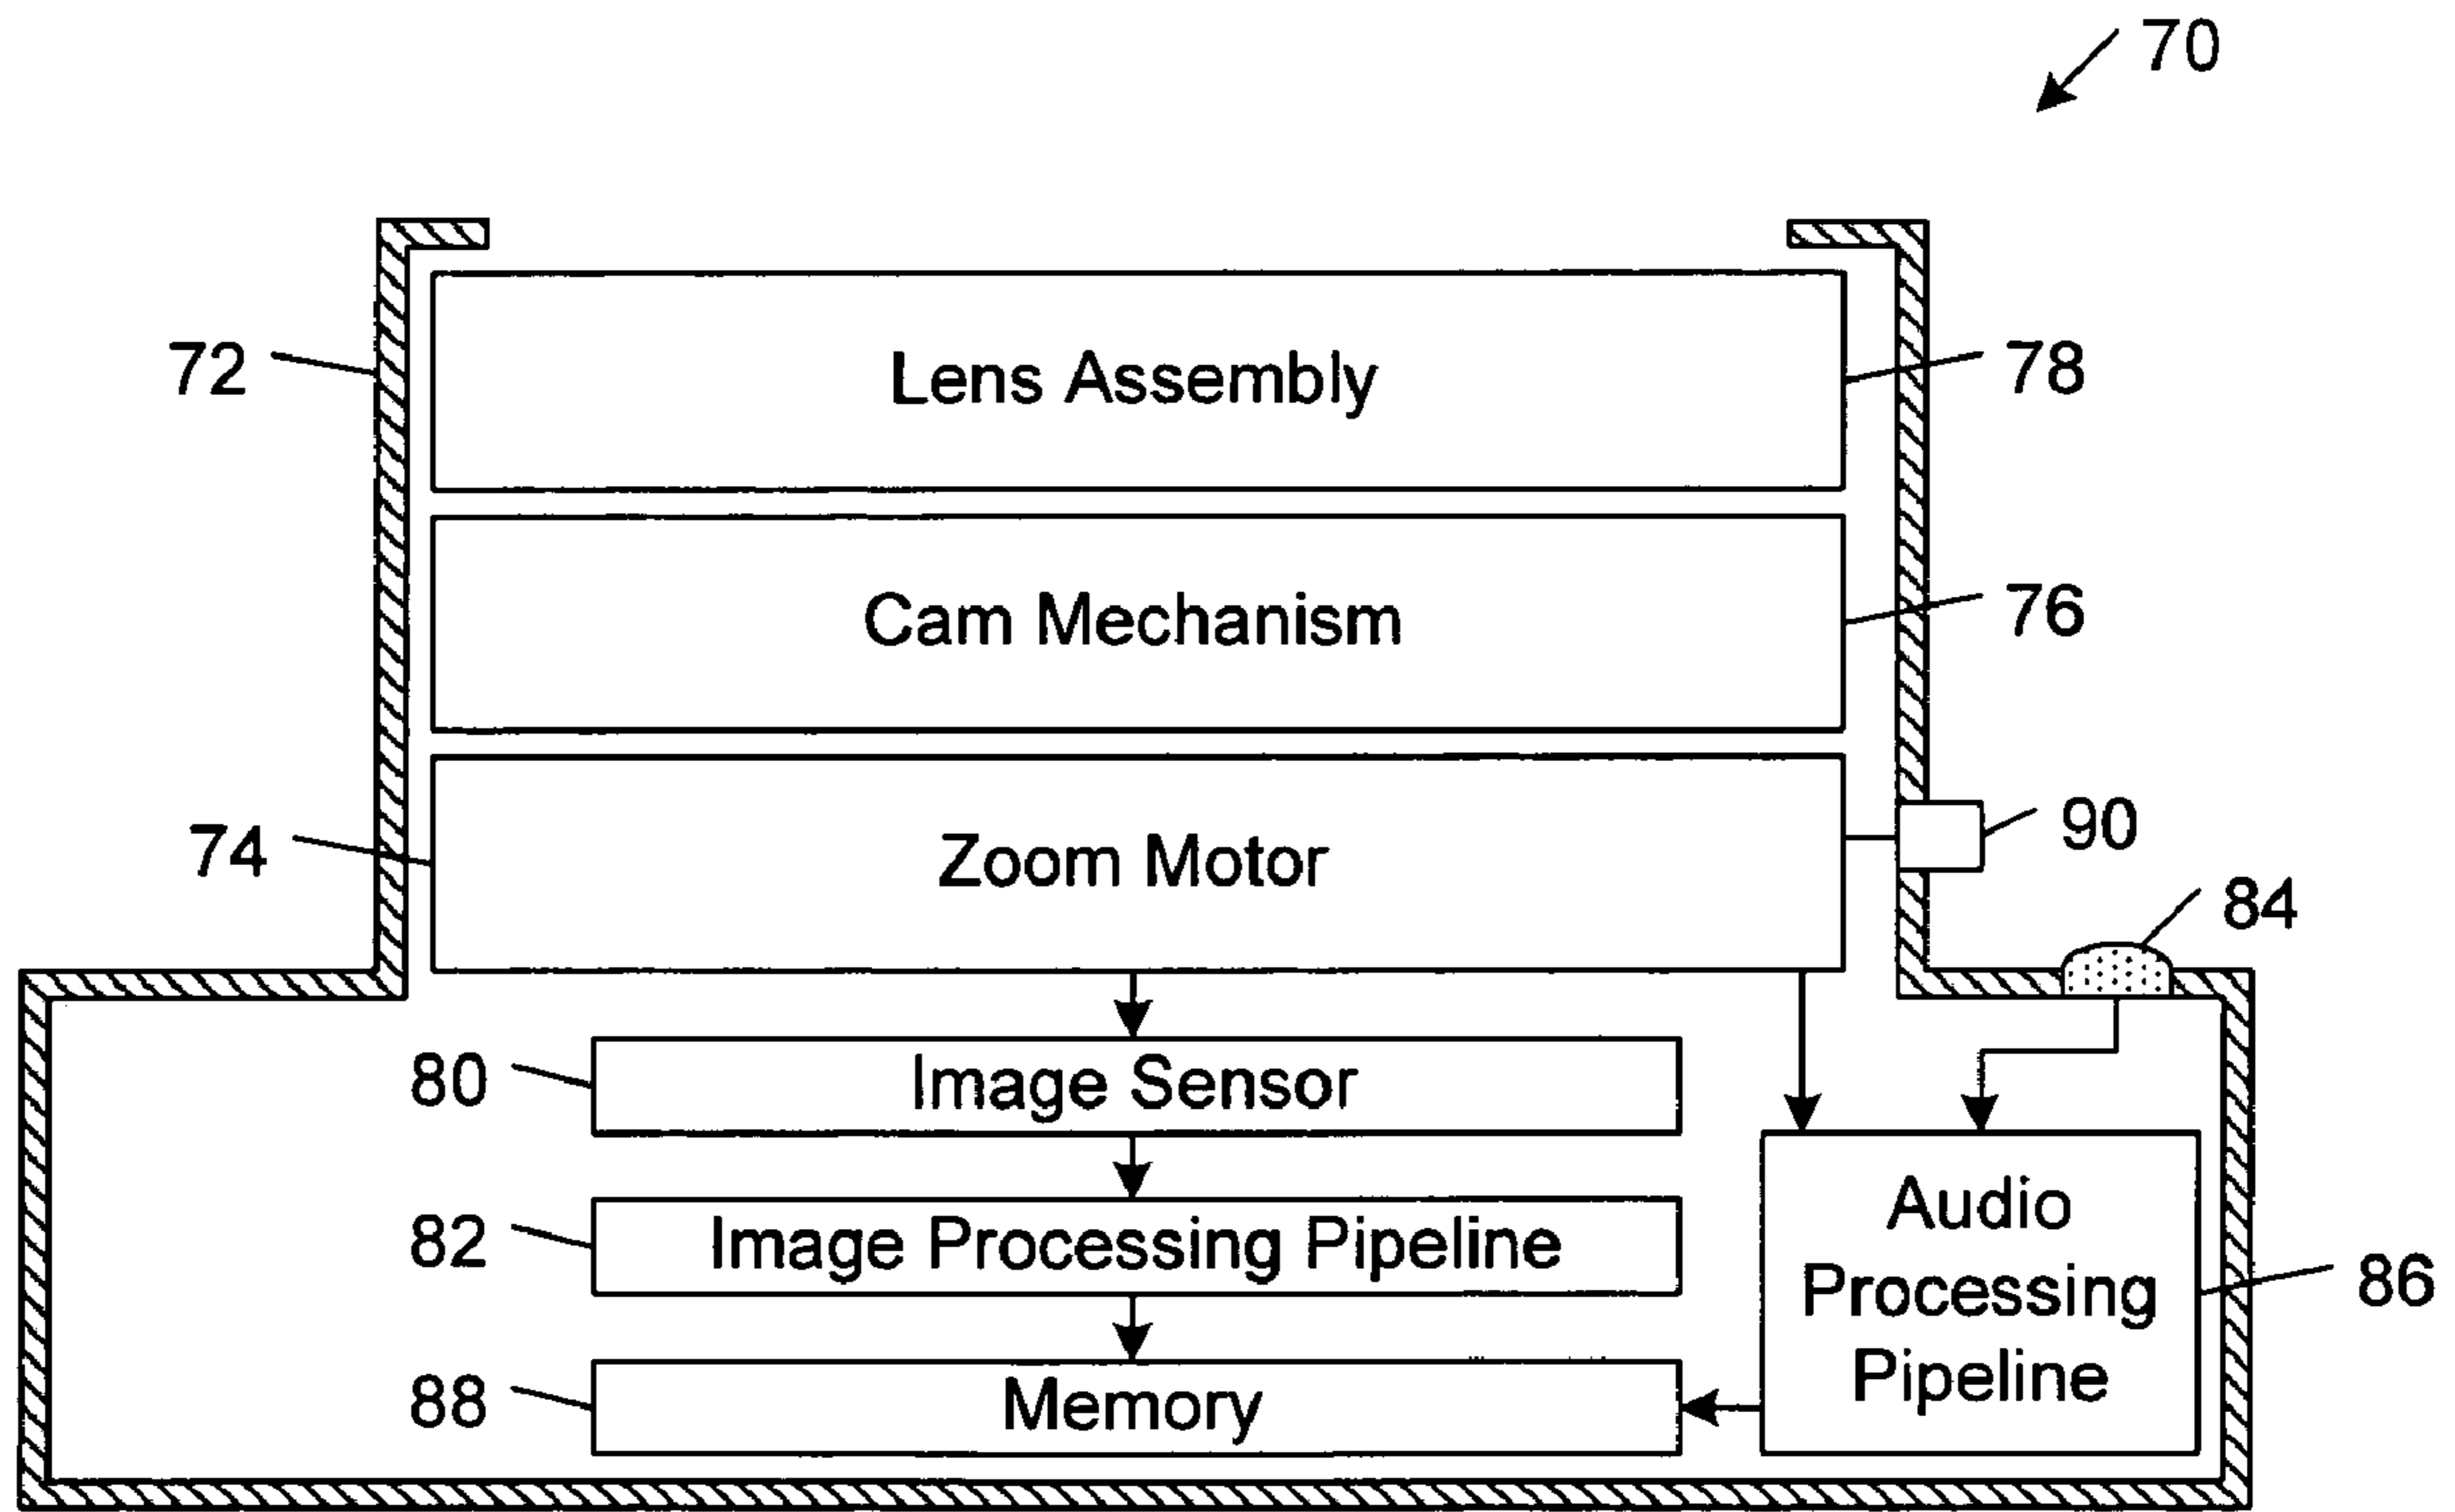 70
72
Lens Assembly
78
Cam Mechanism
76
74
Zoom Motor
90
84
80
Image Sensor
82
Image Processing Pipeline
88
Memory
Audio
Processing
Pipeline
86